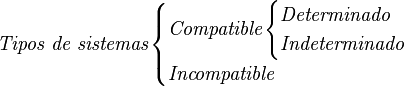 Tipos de sistemas
Compatible
Determinado
Indeterminado
Incompatible